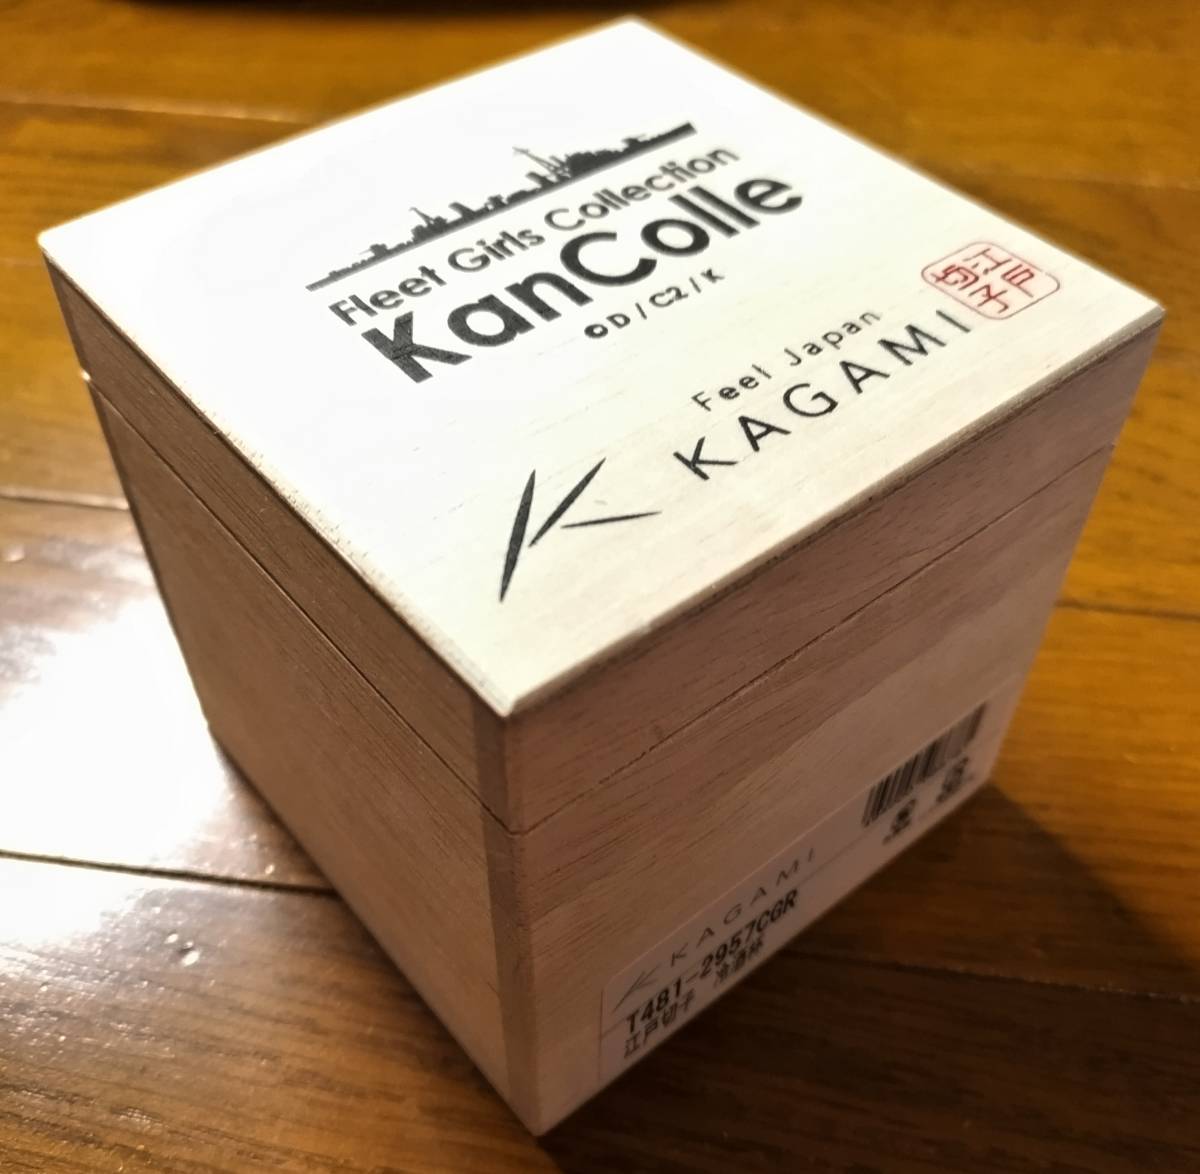 Fleet Girls Collection
KanColle
©D/C2/K
Feel Japan
KAGAMI
江戸
切子
KAGAMI
T481-2957CGR
江戸切子 冷酒杯